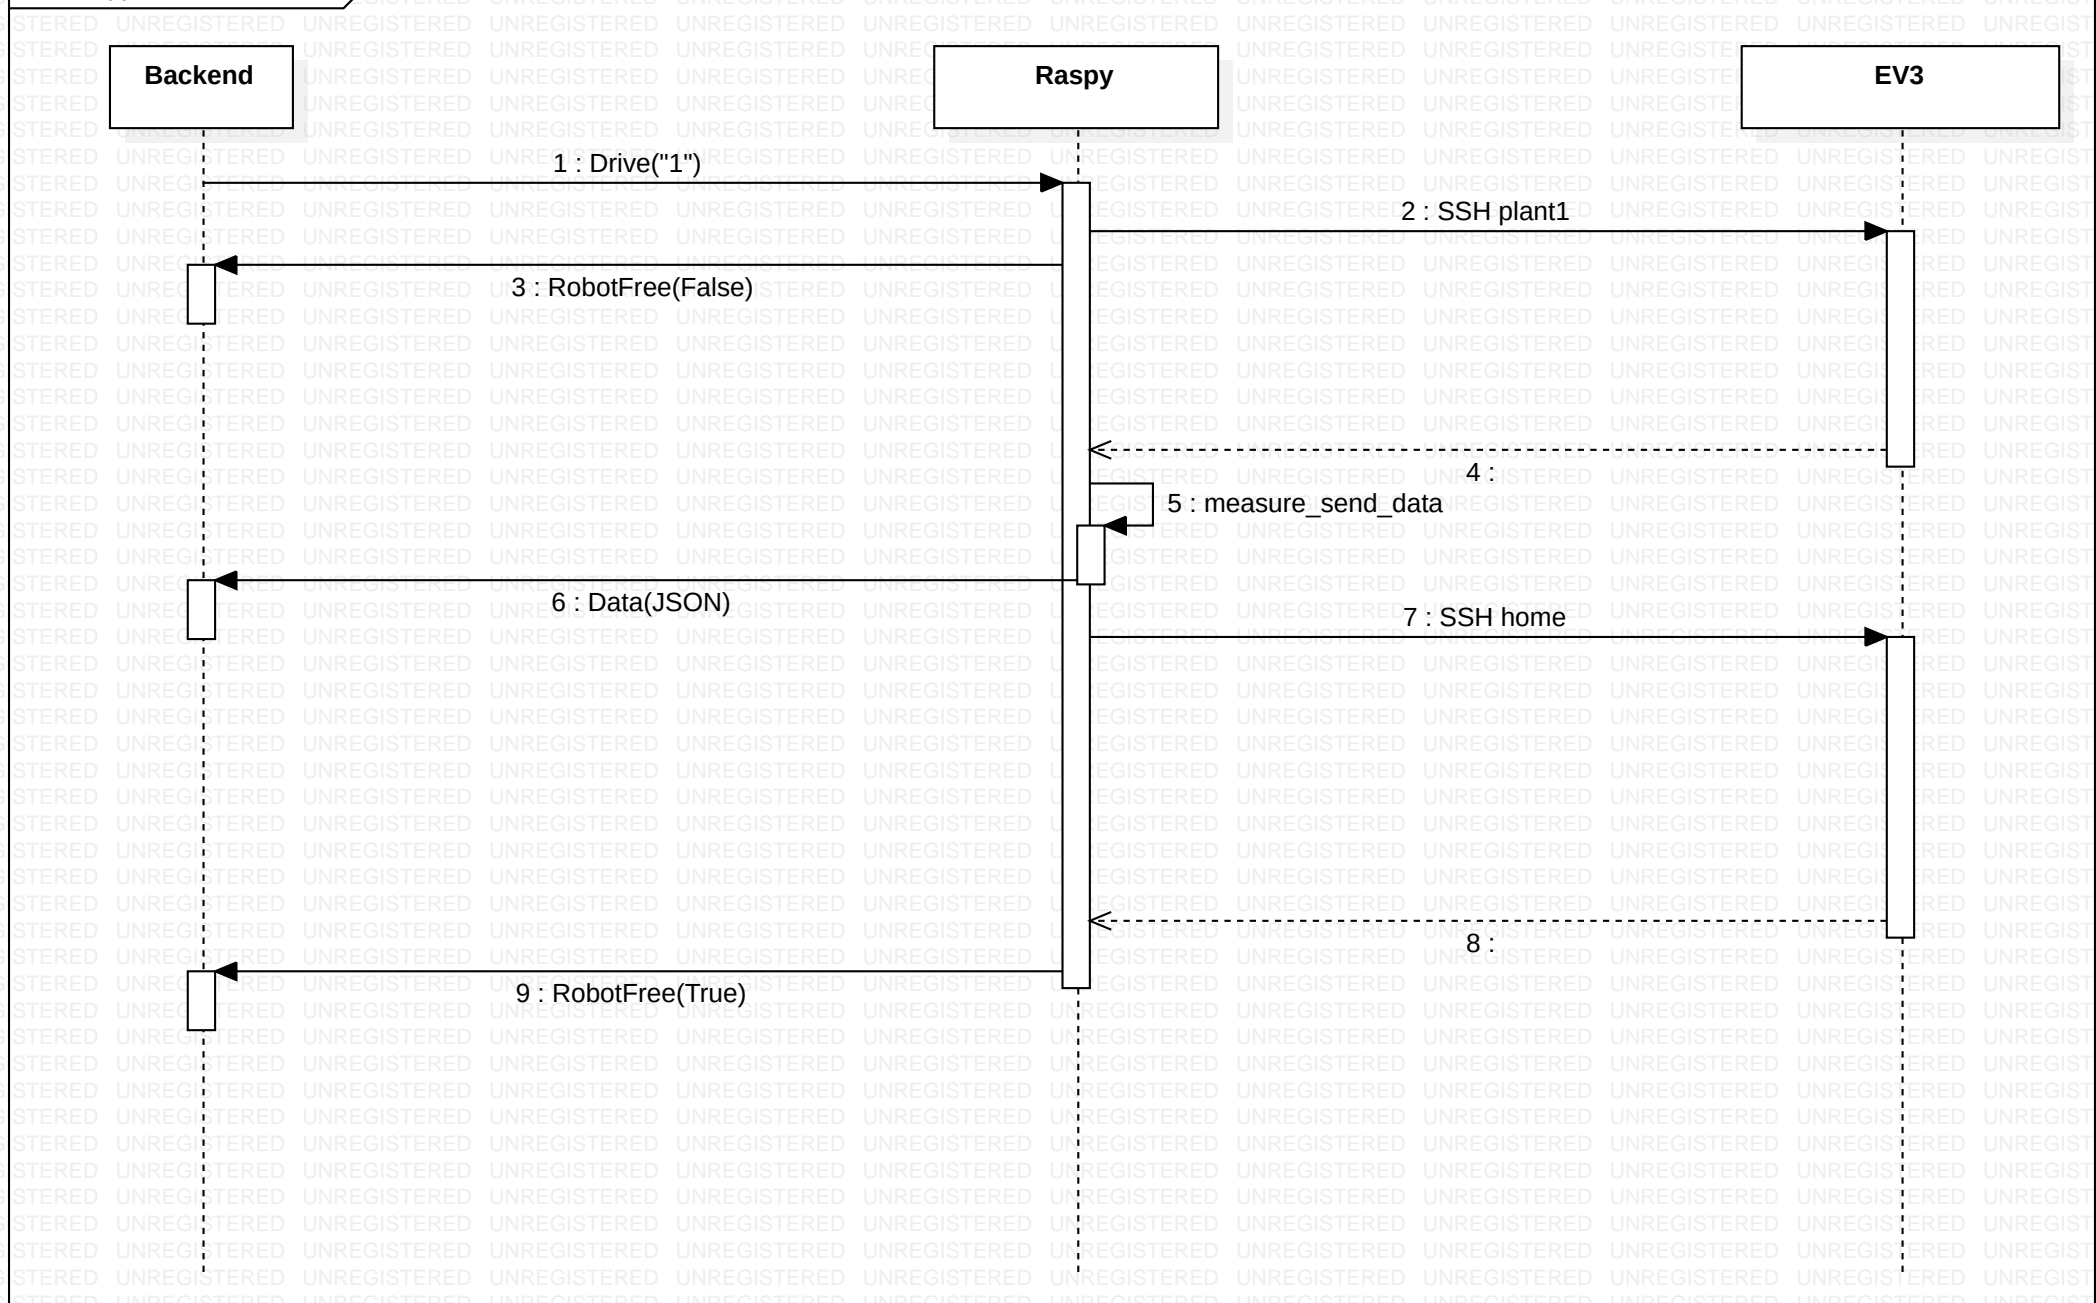 Backend
Raspy
EV3
1 : Drive("1")
2 : SSH plant1
3 : RobotFree(False)
4 :
5 : measure_send_data
6 : Data(JSON)
7 : SSH home
8 :
9 : RobotFree(True)
UNREGISTERED